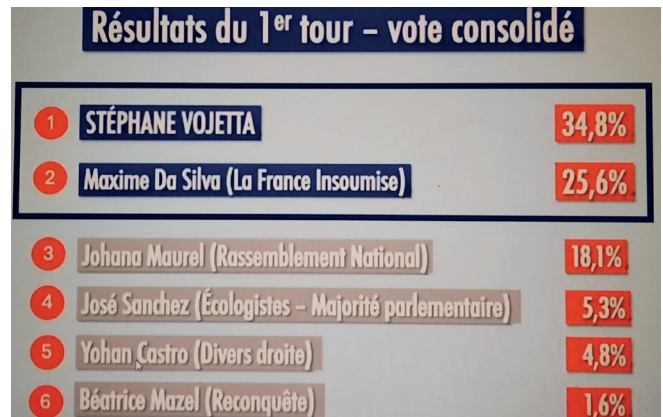 Résultats du 1er tour – vote consolidé
1 STÉPHANE VOJETTA 34,8%
2 Maxime Da Silva (La France Insoumise) 25,6%
3 Johana Maurel (Rassemblement National) 18,1%
4 José Sanchez (Écologistes – Majorité parlementaire) 5,3%
5 Yohan Castro (Divers droite) 4,8%
6 Béatrice Mazel (Reconquête) 1,6%